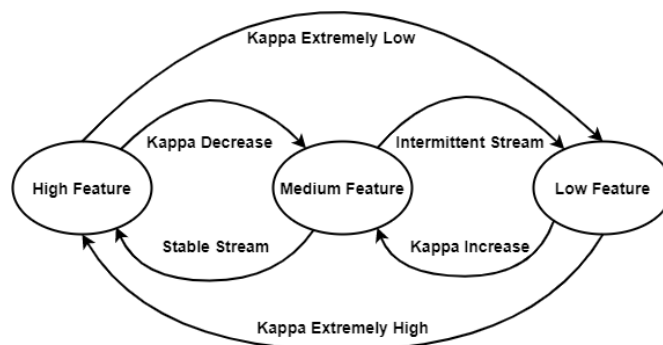 Kappa Extremely Low
Kappa Decrease
Intermittent Stream
High Feature
Medium Feature
Low Feature
Stable Stream
Kappa Increase
Kappa Extremely High